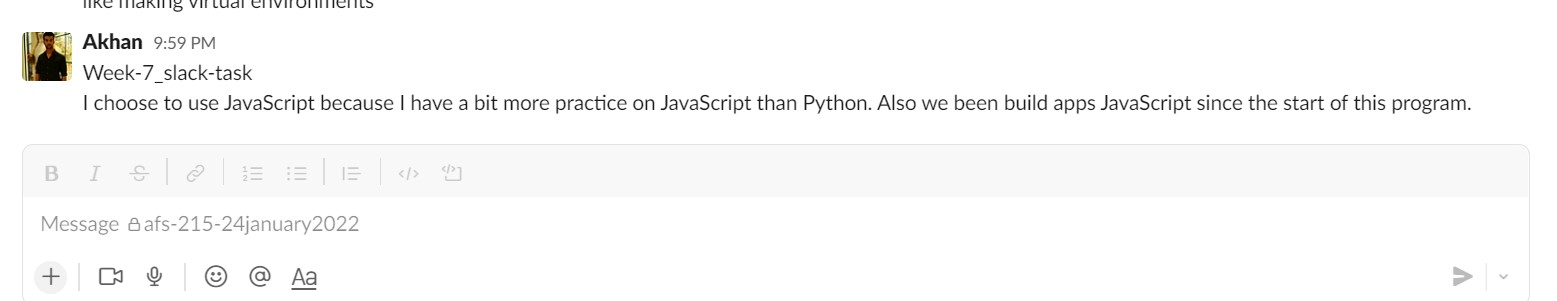 like making virtual environments
Akhan 9:59 PM
Week-7_slack-task
I choose to use JavaScript because I have a bit more practice on JavaScript than Python. Also we been build apps JavaScript since the start of this program.
B I S
Message afs-215-24january2022
Aa